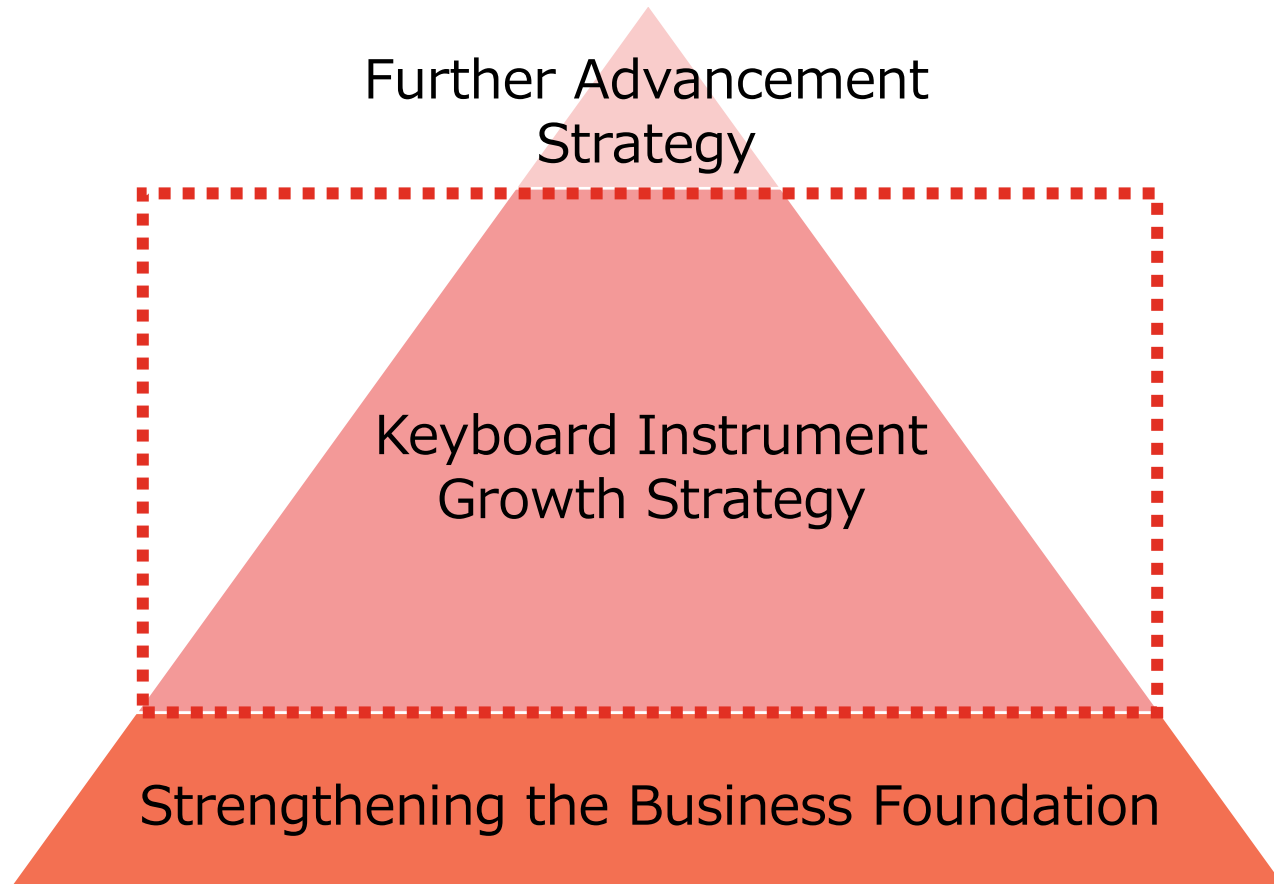 Further Advancement
Strategy
Keyboard Instrument
Growth Strategy
Strengthening the Business Foundation